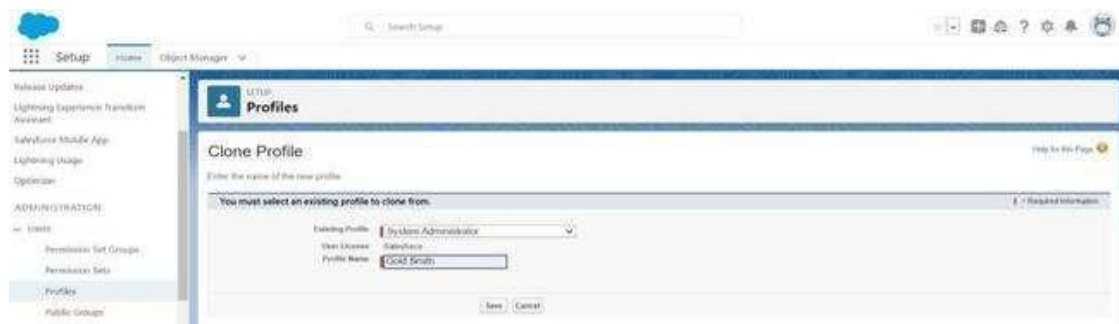 Search Setup
Setup
Home
Object Manager
Release Updates
Lightning Experience Transition
Assistant
Salesforce Mobile App
Lightning Usage
Optimizer
ADMINISTRATION
Users
Permission Set Groups
Permission Sets
Profiles
Public Groups
SETUP
Profiles
Clone Profile
Help for this Page
Enter the name of the new profile.
You must select an existing profile to clone from.
= Required Information
Existing Profile System Administrator
User License Salesforce
Profile Name Gold Smith
Save Cancel